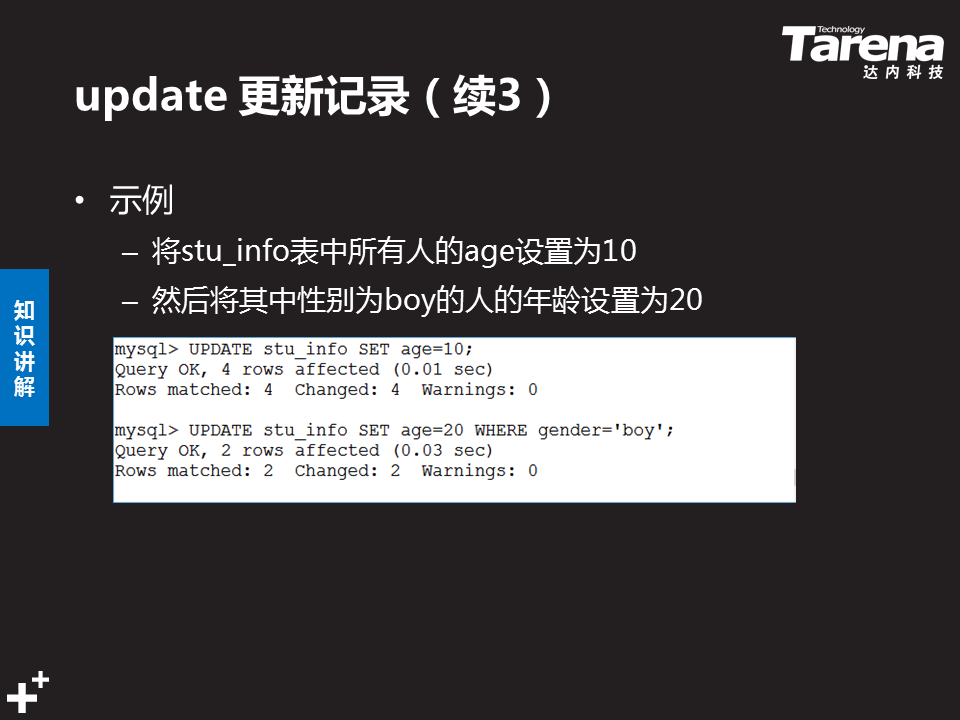 Technology
Tarena
达内科技
update 更新记录（续3）
• 示例
– 将stu_info表中所有人的age设置为10
– 然后将其中性别为boy的人的年龄设置为20
知识讲解
mysql> UPDATE stu_info SET age=10;
Query OK, 4 rows affected (0.01 sec)
Rows matched: 4  Changed: 4  Warnings: 0
mysql> UPDATE stu_info SET age=20 WHERE gender='boy';
Query OK, 2 rows affected (0.03 sec)
Rows matched: 2  Changed: 2  Warnings: 0